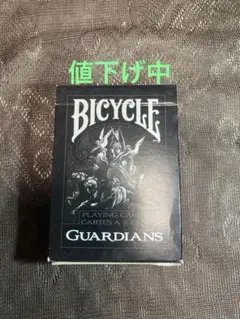 値下げ中
BICYCLE
PLAYING CARDS
CARTES À JOUER
GUARDIANS